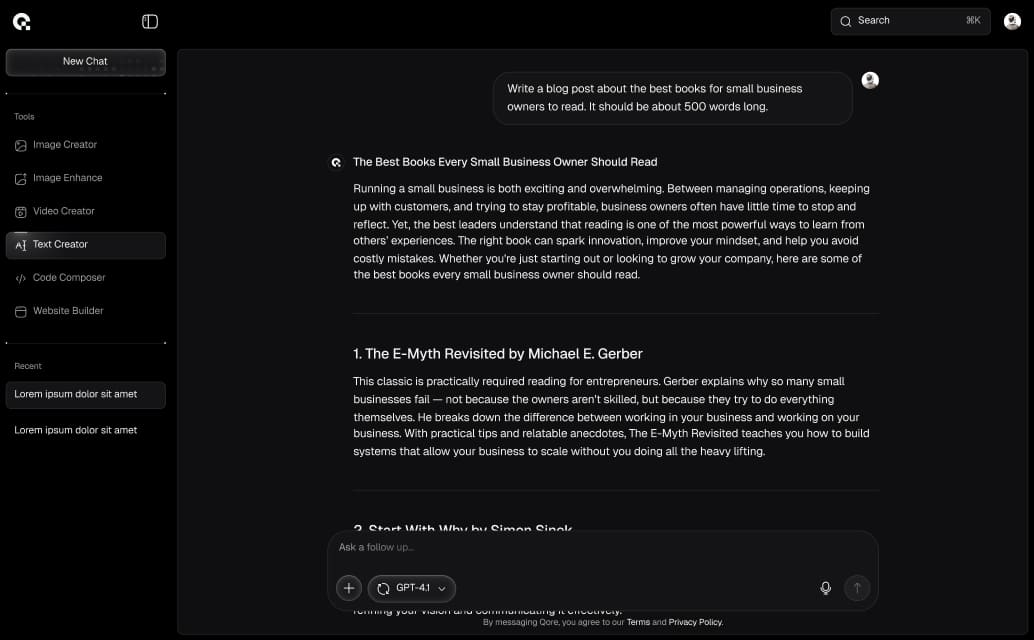 Search
⌘K
New Chat
Tools
Image Creator
Image Enhance
Video Creator
Text Creator
Code Composer
Website Builder
Recent
Lorem ipsum dolor sit amet
Lorem ipsum dolor sit amet
Write a blog post about the best books for small business
owners to read. It should be about 500 words long.
The Best Books Every Small Business Owner Should Read
Running a small business is both exciting and overwhelming. Between managing operations, keeping
up with customers, and trying to stay profitable, business owners often have little time to stop and
reflect. Yet, the best leaders understand that reading is one of the most powerful ways to learn from
others' experiences. The right book can spark innovation, improve your mindset, and help you avoid
costly mistakes. Whether you're just starting out or looking to grow your company, here are some of
the best books every small business owner should read.
1. The E-Myth Revisited by Michael E. Gerber
This classic is practically required reading for entrepreneurs. Gerber explains why so many small
businesses fail — not because the owners aren't skilled, but because they try to do everything
themselves. He breaks down the difference between working in your business and working on your
business. With practical tips and relatable anecdotes, The E-Myth Revisited teaches you how to build
systems that allow your business to scale without you doing all the heavy lifting.
2. Start With Why by Simon Sinek
Ask a follow up...
GPT-4.1
refining your vision and communicating it effectively.
By messaging Qore, you agree to our Terms and Privacy Policy.